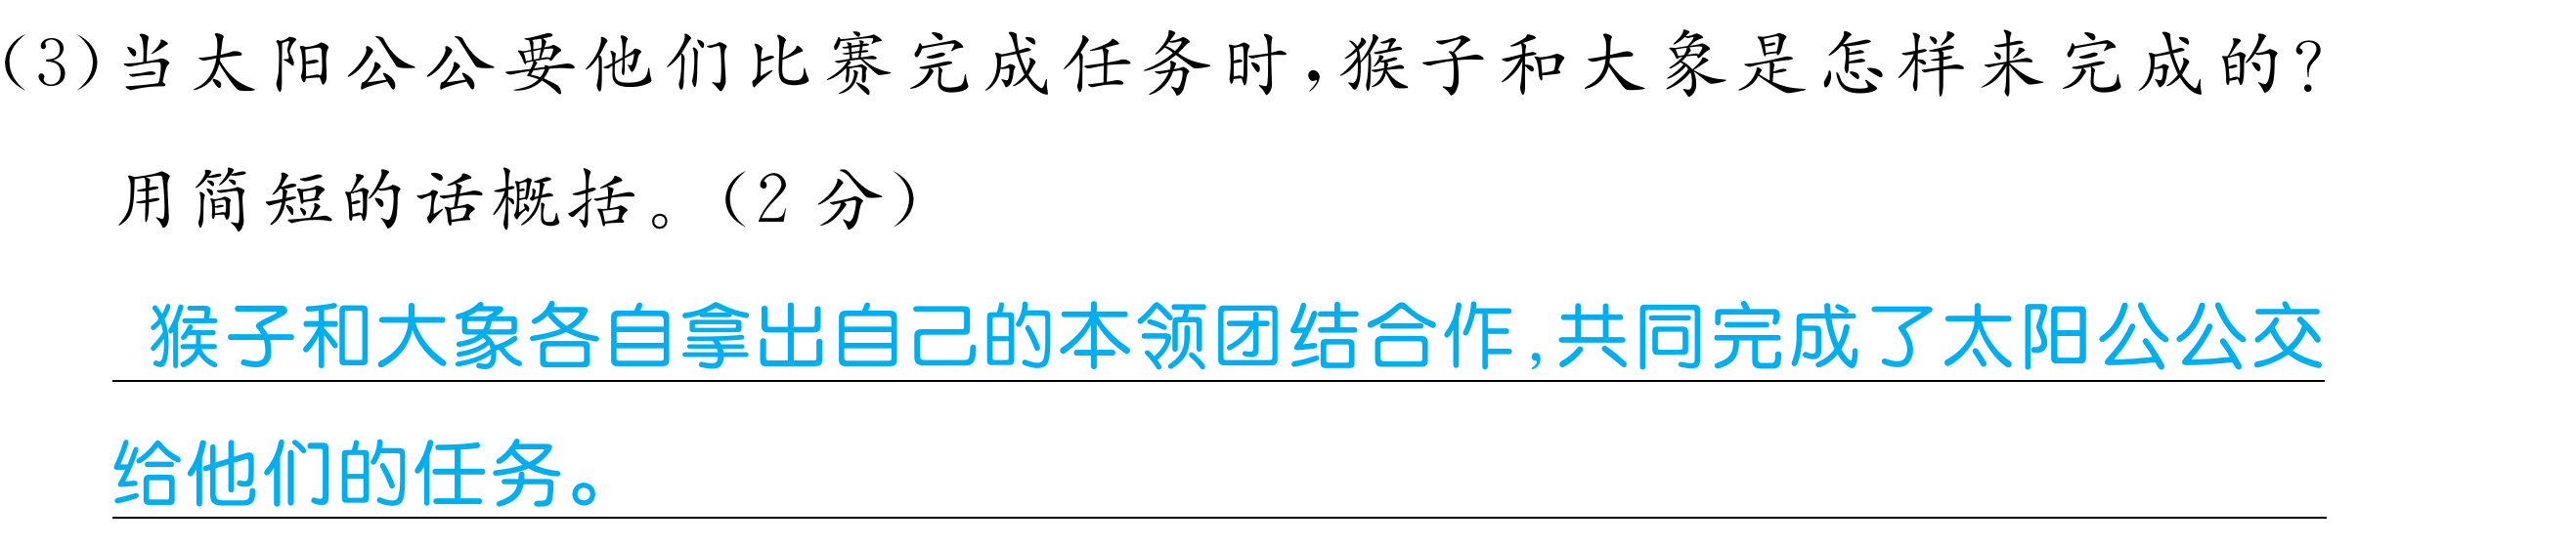 (3)当太阳公公要他们比赛完成任务时,猴子和大象是怎样来完成的?
用简短的话概括。(2分)
猴子和大象各自拿出自己的本领团结合作,共同完成了太阳公公交
给他们的任务。